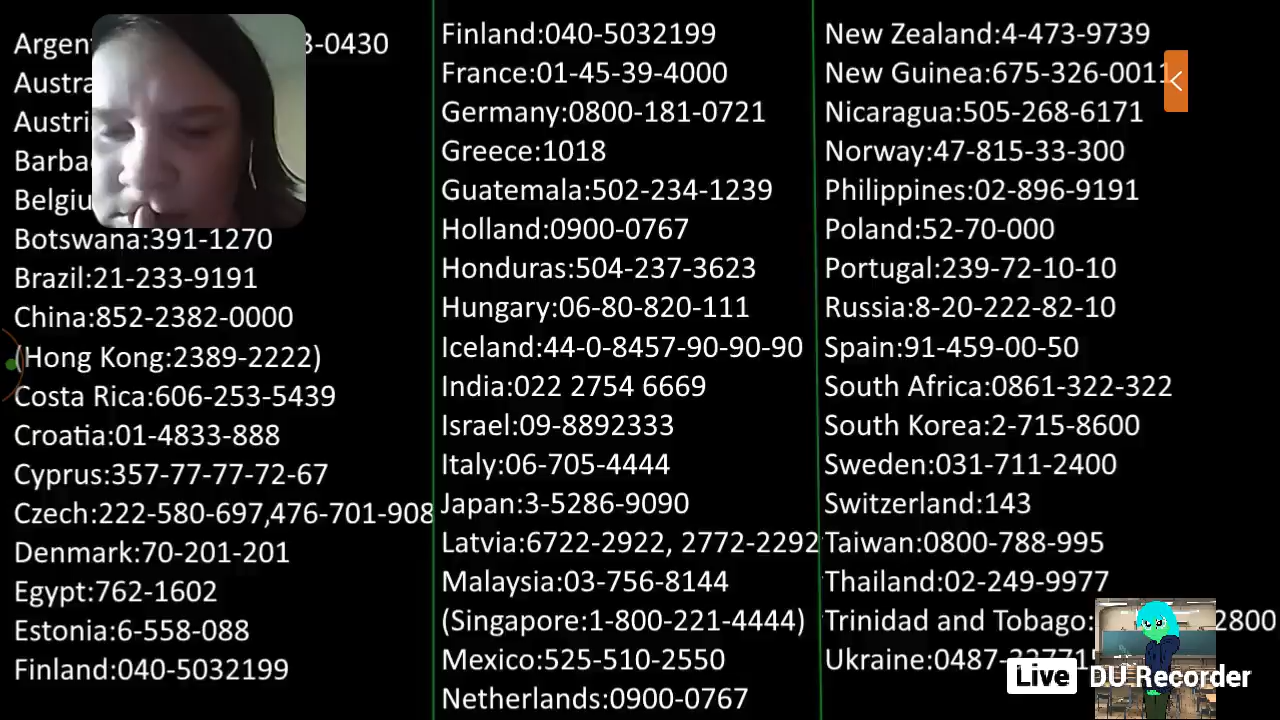 3-0430
Botswana:391-1270
Brazil:21-233-9191
China:852-2382-0000
(Hong Kong:2389-2222)
Costa Rica:606-253-5439
Croatia:01-4833-888
Cyprus:357-77-77-72-67
Czech:222-580-697,476-701-908
Denmark:70-201-201
Egypt:762-1602
Estonia:6-558-088
Finland:040-5032199
Finland:040-5032199
France:01-45-39-4000
Germany:0800-181-0721
Greece:1018
Guatemala:502-234-1239
Holland:0900-0767
Honduras:504-237-3623
Hungary:06-80-820-111
Iceland:44-0-8457-90-90-90
India:022 2754 6669
Israel:09-8892333
Italy:06-705-4444
Japan:3-5286-9090
Latvia:6722-2922, 2772-2292
Malaysia:03-756-8144
(Singapore:1-800-221-4444)
Mexico:525-510-2550
Netherlands:0900-0767
New Zealand:4-473-9739
New Guinea:675-326-0011
Nicaragua:505-268-6171
Norway:47-815-33-300
Philippines:02-896-9191
Poland:52-70-000
Portugal:239-72-10-10
Russia:8-20-222-82-10
Spain:91-459-00-50
South Africa:0861-322-322
South Korea:2-715-8600
Sweden:031-711-2400
Switzerland:143
Taiwan:0800-788-995
Thailand:02-249-9977
Trinidad and Tobago: 2800
Ukraine:0487-
Live DU Recorder